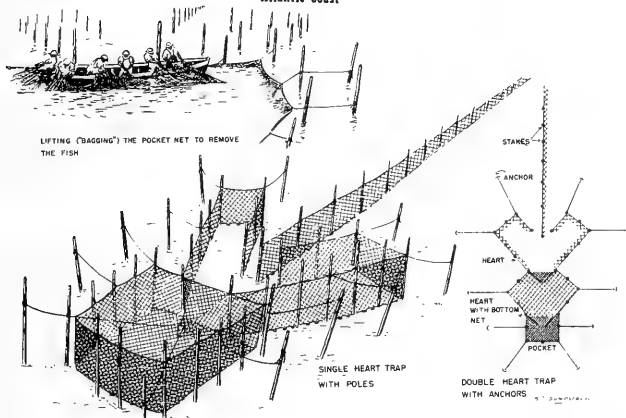 ATLANTIC COAST
LIFTING ("BAGGING") THE POCKET NET TO REMOVE
THE FISH
STAKES
ANCHOR
HEART
HEART
WITH BOTTOM
NET
POCKET
SINGLE HEART TRAP
WITH POLES
DOUBLE HEART TRAP
WITH ANCHORS